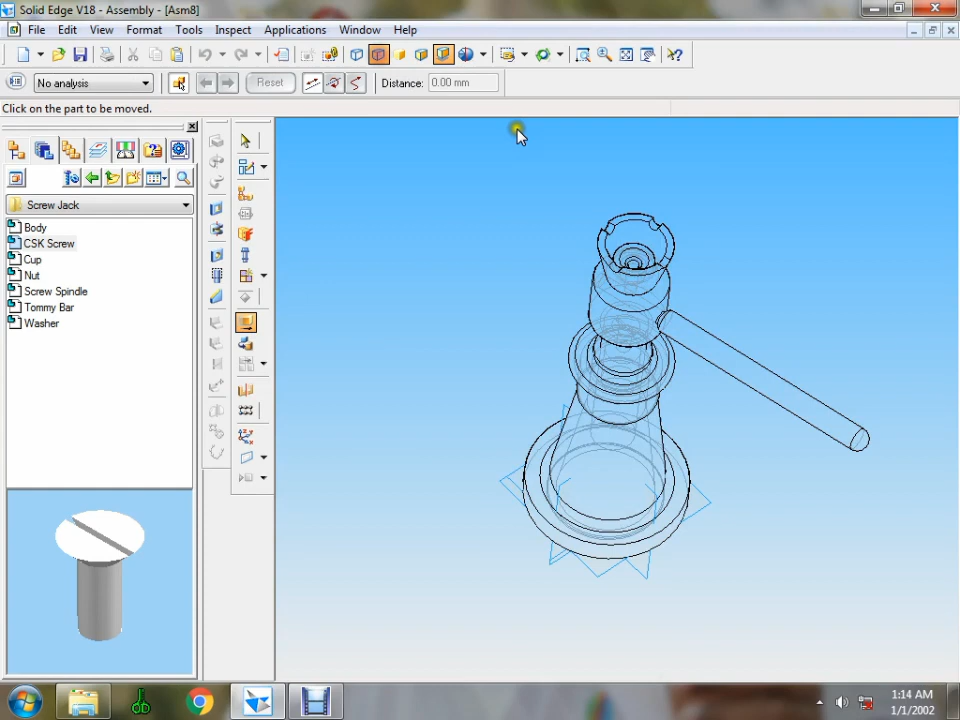 Solid Edge V18 - Assembly - [Asm8]
File Edit View Format Tools Inspect Applications Window Help
No analysis Reset Distance: 0.00 mm
Click on the part to be moved.
Screw Jack
Body
CSK Screw
Cup
Nut
Screw Spindle
Tommy Bar
Washer
1:14 AM
1/1/2002